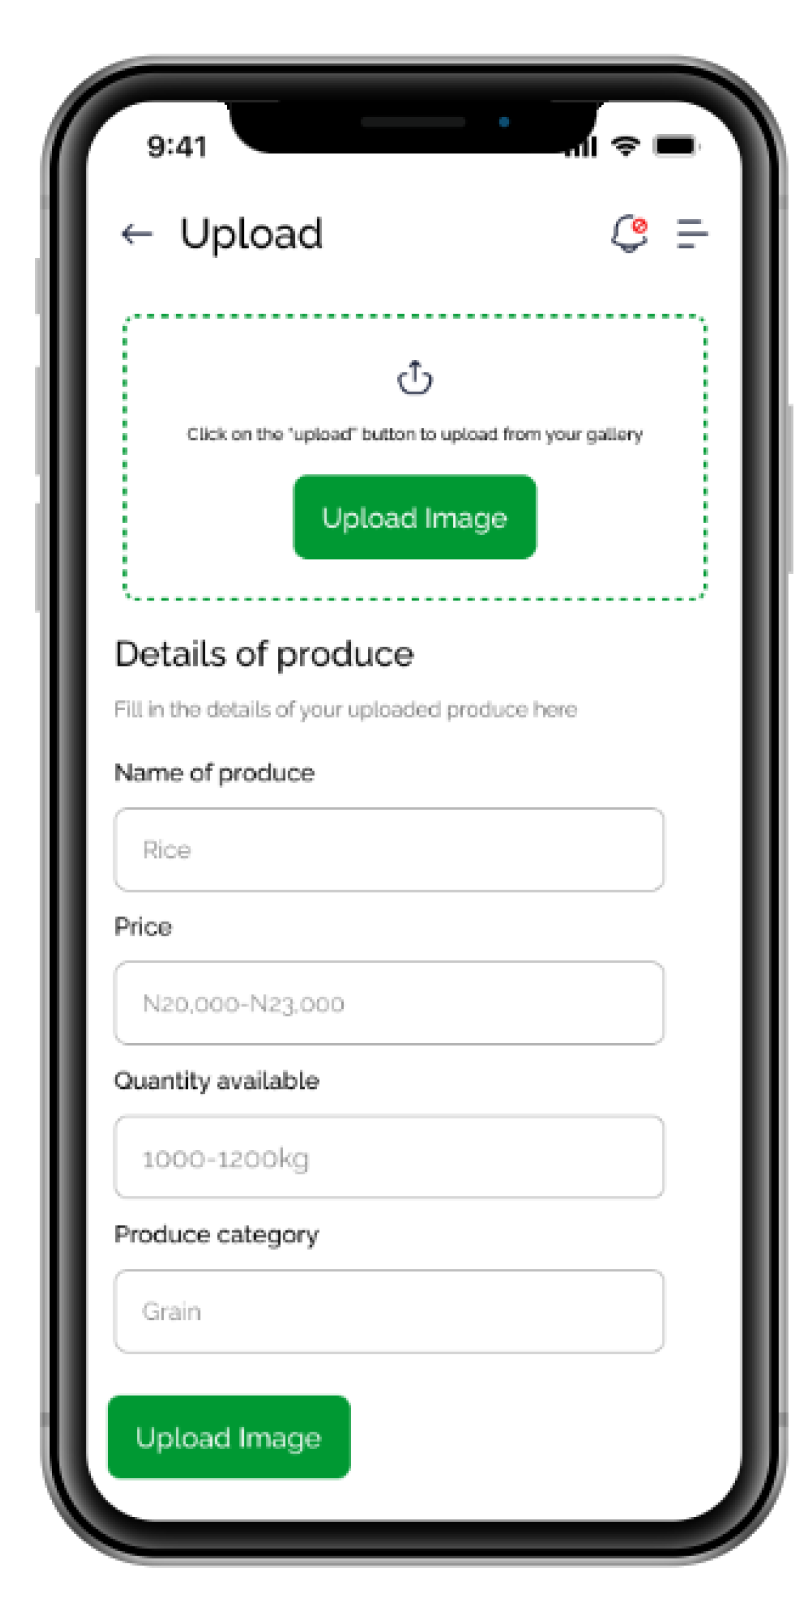 9:41
Upload
Click on the "upload" button to upload from your gallery
Upload Image
Details of produce
Fill in the details of your uploaded produce here
Name of produce
Rice
Price
N20,000-N23,000
Quantity available
1000-1200kg
Produce category
Grain
Upload Image